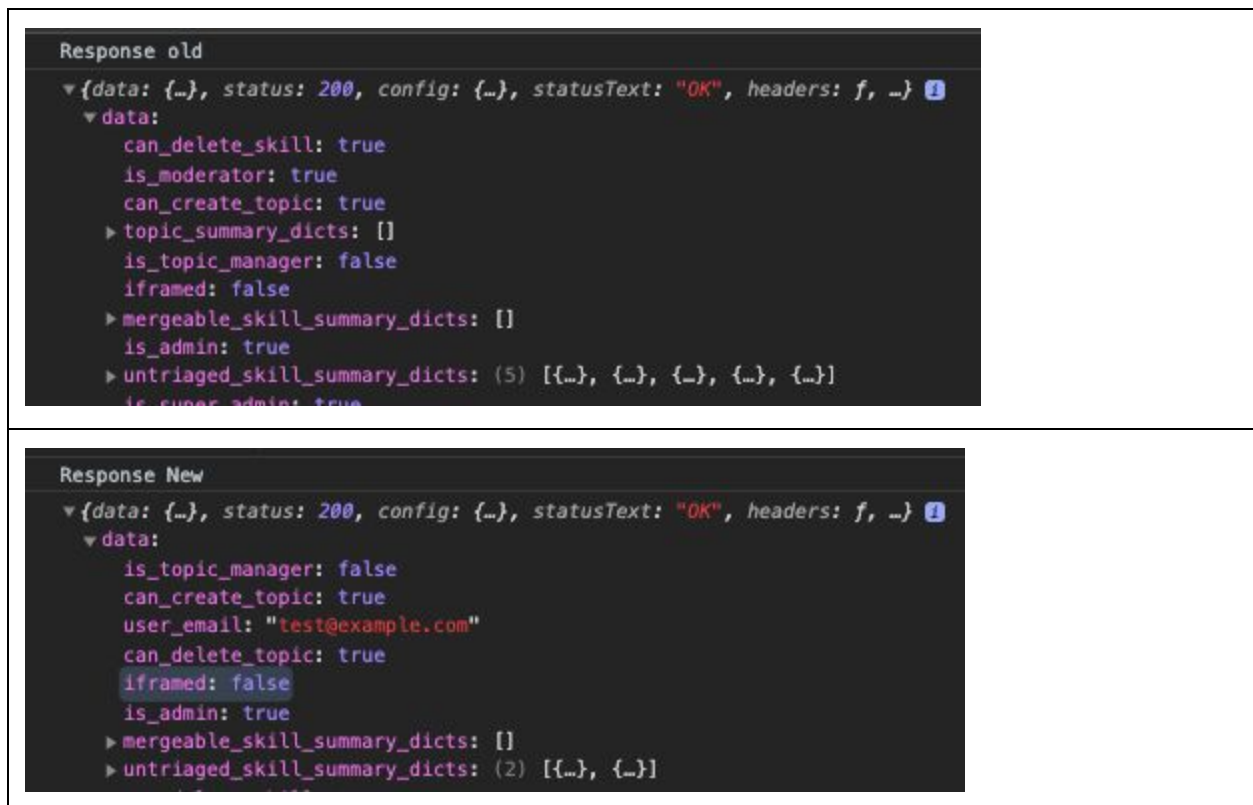 Response old
▼{data: {…}, status: 200, config: {…}, statusText: "OK", headers: ƒ, …} i
▼data:
can_delete_skill: true
is_moderator: true
can_create_topic: true
▶topic_summary_dicts: []
is_topic_manager: false
iframed: false
▶mergeable_skill_summary_dicts: []
is_admin: true
▶untriaged_skill_summary_dicts: (5) [{…}, {…}, {…}, {…}, {…}]
is_super_admin: true
Response New
▼{data: {…}, status: 200, config: {…}, statusText: "OK", headers: ƒ, …} i
▼data:
is_topic_manager: false
can_create_topic: true
user_email: "test@example.com"
can_delete_topic: true
iframed: false
is_admin: true
▶mergeable_skill_summary_dicts: []
▶untriaged_skill_summary_dicts: (2) [{…}, {…}]